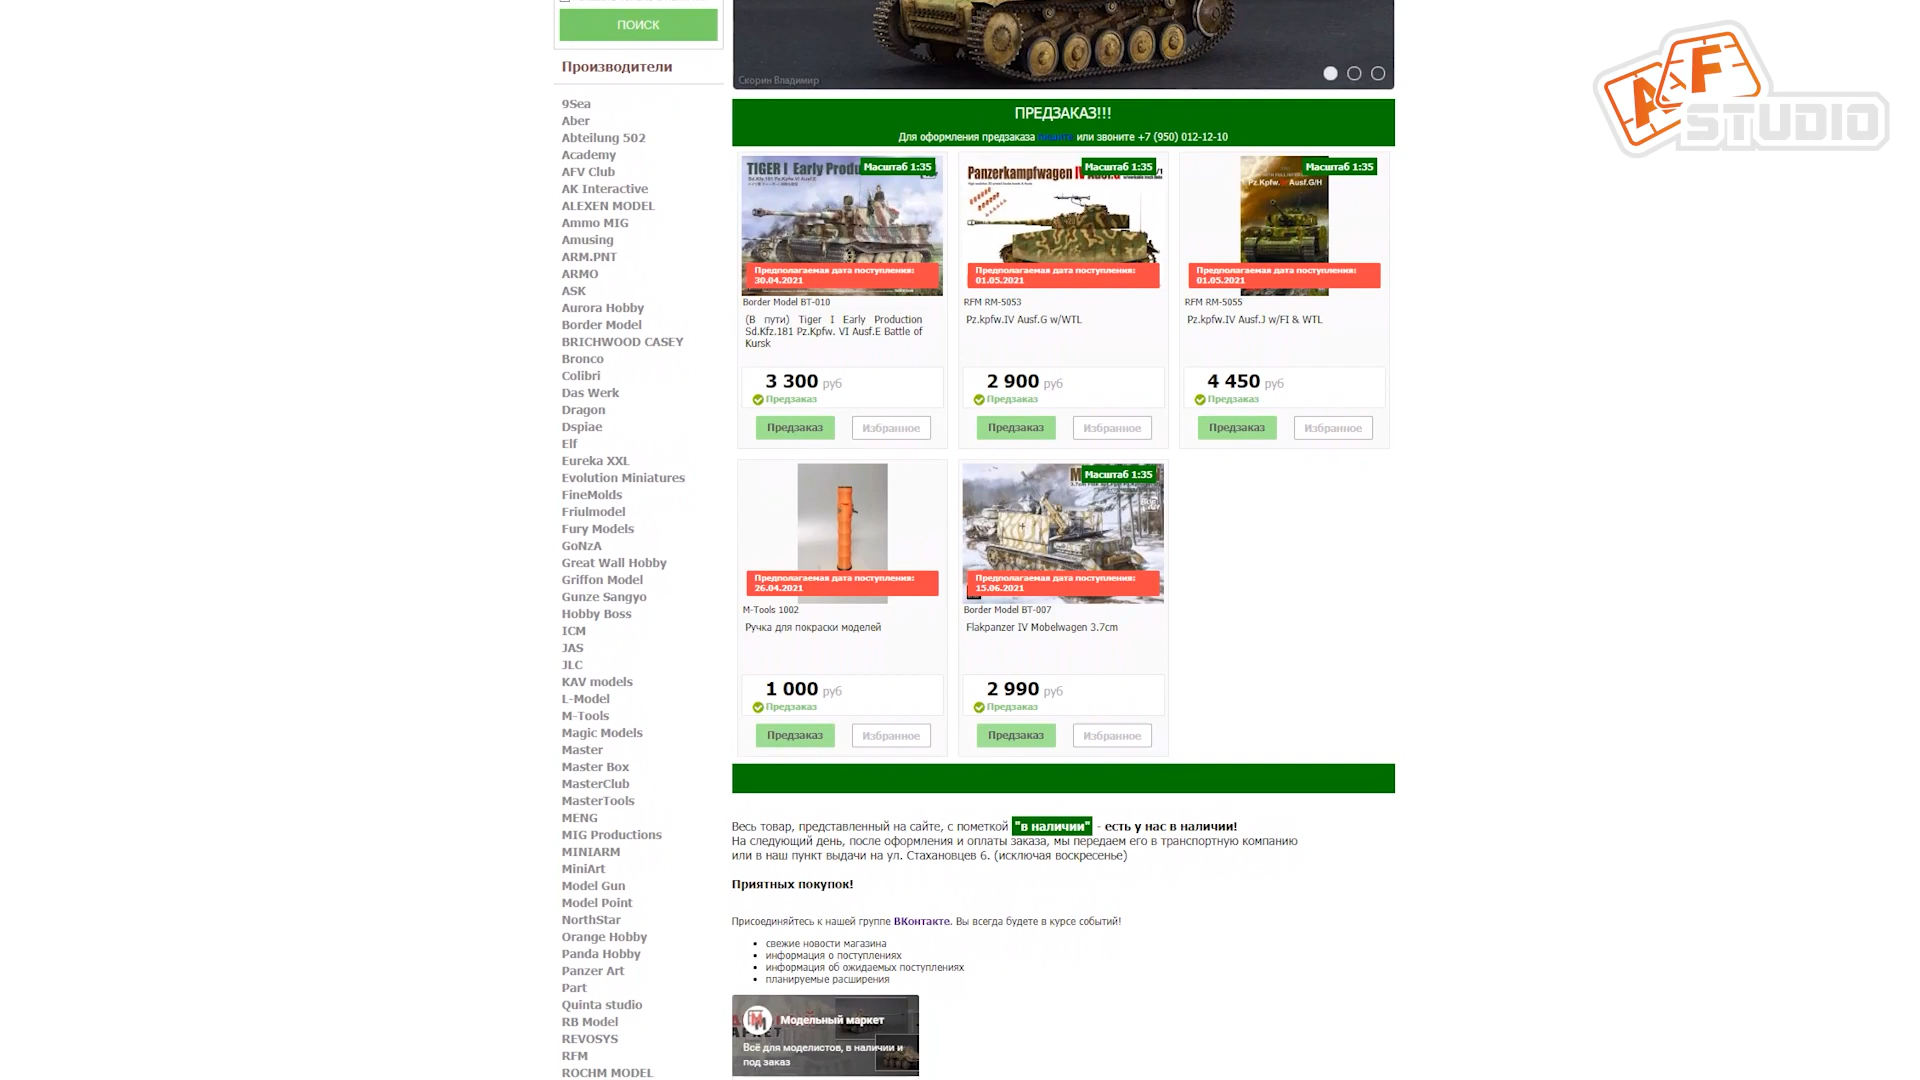 ПОИСК
Производители
9Sea
Aber
Abteilung 502
Academy
AFV Club
AK Interactive
ALEXEN MODEL
Ammo MIG
Amusing
ARM.PNT
ARMO
ASK
Aurora Hobby
Border Model
BRICHWOOD CASEY
Bronco
Colibri
Das Werk
Dragon
Dspiae
Elf
Eureka XXL
Evolution Miniatures
FineMolds
Friulmodel
Fury Models
GoNzA
Great Wall Hobby
Griffon Model
Gunze Sangyo
Hobby Boss
ICM
JAS
JLC
KAV models
L-Model
M-Tools
Magic Models
Master
Master Box
MasterClub
MasterTools
MENG
MIG Productions
MINIARM
MiniArt
Model Gun
Model Point
NorthStar
Orange Hobby
Panda Hobby
Panzer Art
Part
Quinta studio
RB Model
REVOSYS
RFM
ROCHM MODEL
Скорин Владимир
AF
STUDIO
ПРЕДЗАКАЗ!!!
Для оформления предзаказа пишите или звоните +7 (950) 012-12-10
TIGER I Early
Масштаб 1:35
Предполагаемая дата поступления:
30.04.2021
Border Model BT-010
(В пути) Tiger I Early Production
Sd.Kfz.181 Pz.Kpfw. VI Ausf.E Battle of
Kursk
3 300 руб
Предзаказ
Предзаказ
Избранное
Panzerkampfwagen
Масштаб 1:35
Предполагаемая дата поступления:
01.05.2021
RFM RM-5053
Pz.kpfw.IV Ausf.G w/WTL
2 900 руб
Предзаказ
Предзаказ
Избранное
Масштаб 1:35
Pz.Kpfw. Ausf.G/H
Предполагаемая дата поступления:
01.05.2021
RFM RM-5055
Pz.kpfw.IV Ausf.J w/FI & WTL
4 450 руб
Предзаказ
Предзаказ
Избранное
Предполагаемая дата поступления:
26.04.2021
M-Tools 1002
Ручка для покраски моделей
1 000 руб
Предзаказ
Предзаказ
Избранное
Масштаб 1:35
Предполагаемая дата поступления:
15.06.2021
Border Model BT-007
Flakpanzer IV Mobelwagen 3.7cm
2 990 руб
Предзаказ
Предзаказ
Избранное
Весь товар, представленный на сайте, с пометкой "в наличии" - есть у нас в наличии!
На следующий день, после оформления и оплаты заказа, мы передаем его в транспортную компанию
или в наш пункт выдачи на ул. Стахановцев 6. (исключая воскресенье)
Приятных покупок!
Присоединяйтесь к нашей группе ВКонтакте. Вы всегда будете в курсе событий!
• свежие новости магазина
• информация о поступлениях
• информация об ожидаемых поступлениях
• планируемые расширения
Модельный маркет
Всё для моделистов, в наличии и
под заказ